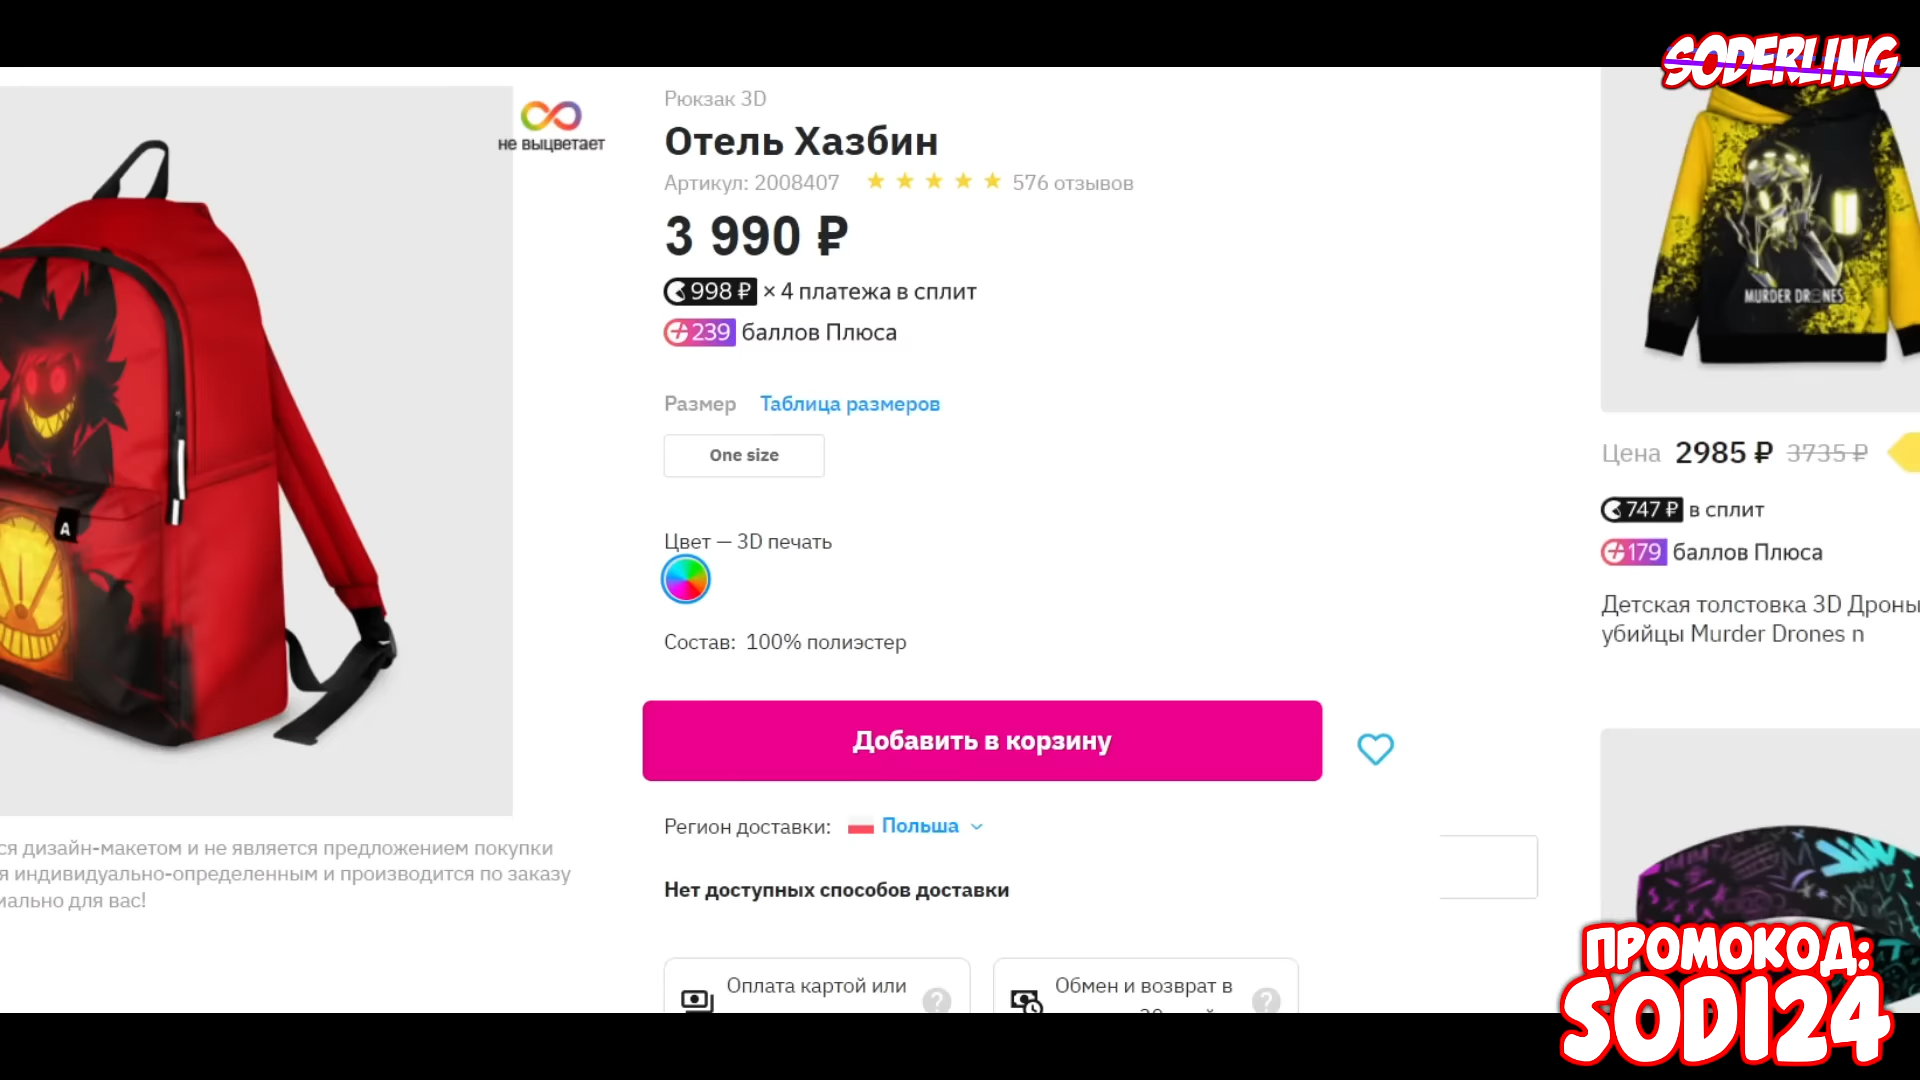 SODERLING
не выцветает
A
Рюкзак 3D
Отель Хазбин
Артикул: 2008407 576 отзывов
3 990 ₽
998 ₽ × 4 платежа в сплит
239 баллов Плюса
Размер Таблица размеров
One size
Цвет — 3D печать
Состав: 100% полиэстер
Добавить в корзину
Регион доставки: Польша
Нет доступных способов доставки
Оплата картой или
?
Обмен и возврат в
?
ся дизайн-макетом и не является предложением покупки
я индивидуально-определенным и производится по заказу
иально для вас!
MURDER DRONES
Цена 2985 ₽ 3735 ₽
747 ₽ в сплит
179 баллов Плюса
Детская толстовка 3D Дроны
убийцы Murder Drones n
ПРОМОКОД:
SODI24